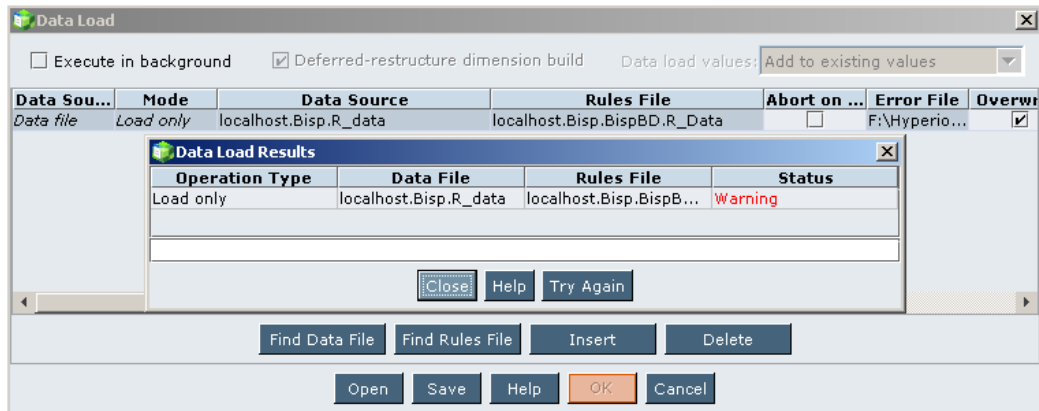 Data Load
Execute in background Deferred-restructure dimension build Data load values: Add to existing values
Data Sou... Mode Data Source Rules File Abort on ... Error File Overwr
Data file Load only localhost.Bisp.R_data localhost.Bisp.BispBD.R_Data F:\Hyperio...
Data Load Results
Operation Type Data File Rules File Status
Load only localhost.Bisp.R_data localhost.Bisp.BispB... Warning
Close Help Try Again
Find Data File Find Rules File Insert Delete
Open Save Help OK Cancel